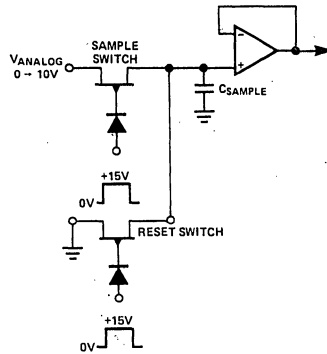 SAMPLE
SWITCH
VANALOG
0 → 10V
-
+
CSAMPLE
+15V
0V
RESET SWITCH
+15V
0V